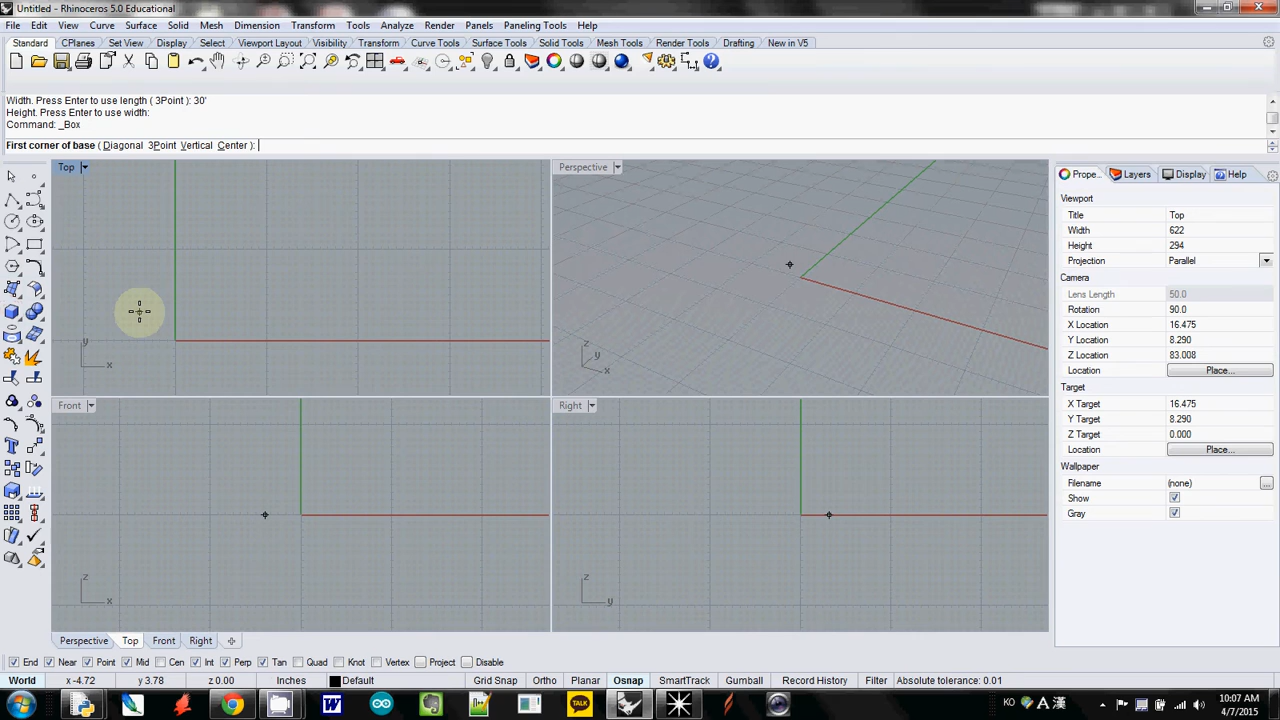 Untitled - Rhinoceros 5.0 Educational
File Edit View Curve Surface Solid Mesh Dimension Transform Tools Analyze Render Panels Paneling Tools Help
Standard CPlanes Set View Display Select Viewport Layout Visibility Transform Curve Tools Surface Tools Solid Tools Mesh Tools Render Tools Drafting New in V5
Width. Press Enter to use length ( 3Point ): 30'
Height. Press Enter to use width:
Command: _Box
First corner of base ( Diagonal 3Point Vertical Center ):
Top
Perspective
Prope... Layers Display Help
Viewport
Title Top
Width 622
Height 294
Projection Parallel
Camera
Lens Length 50.0
Rotation 90.0
X Location 16.475
Y Location 8.290
Z Location 83.008
Location Place...
Target
X Target 16.475
Y Target 8.290
Z Target 0.000
Location Place...
Wallpaper
Filename (none) ...
Show
Gray
y
x
z
y
x
Front
Right
z
x
z
y
Perspective Top Front Right
End Near Point Mid Cen Int Perp Tan Quad Knot Vertex Project Disable
World x -4.72 y 3.78 z 0.00 Inches Default Grid Snap Ortho Planar Osnap SmartTrack Gumball Record History Filter Absolute tolerance: 0.01
TALK
KO A 漢
10:07 AM
4/7/2015